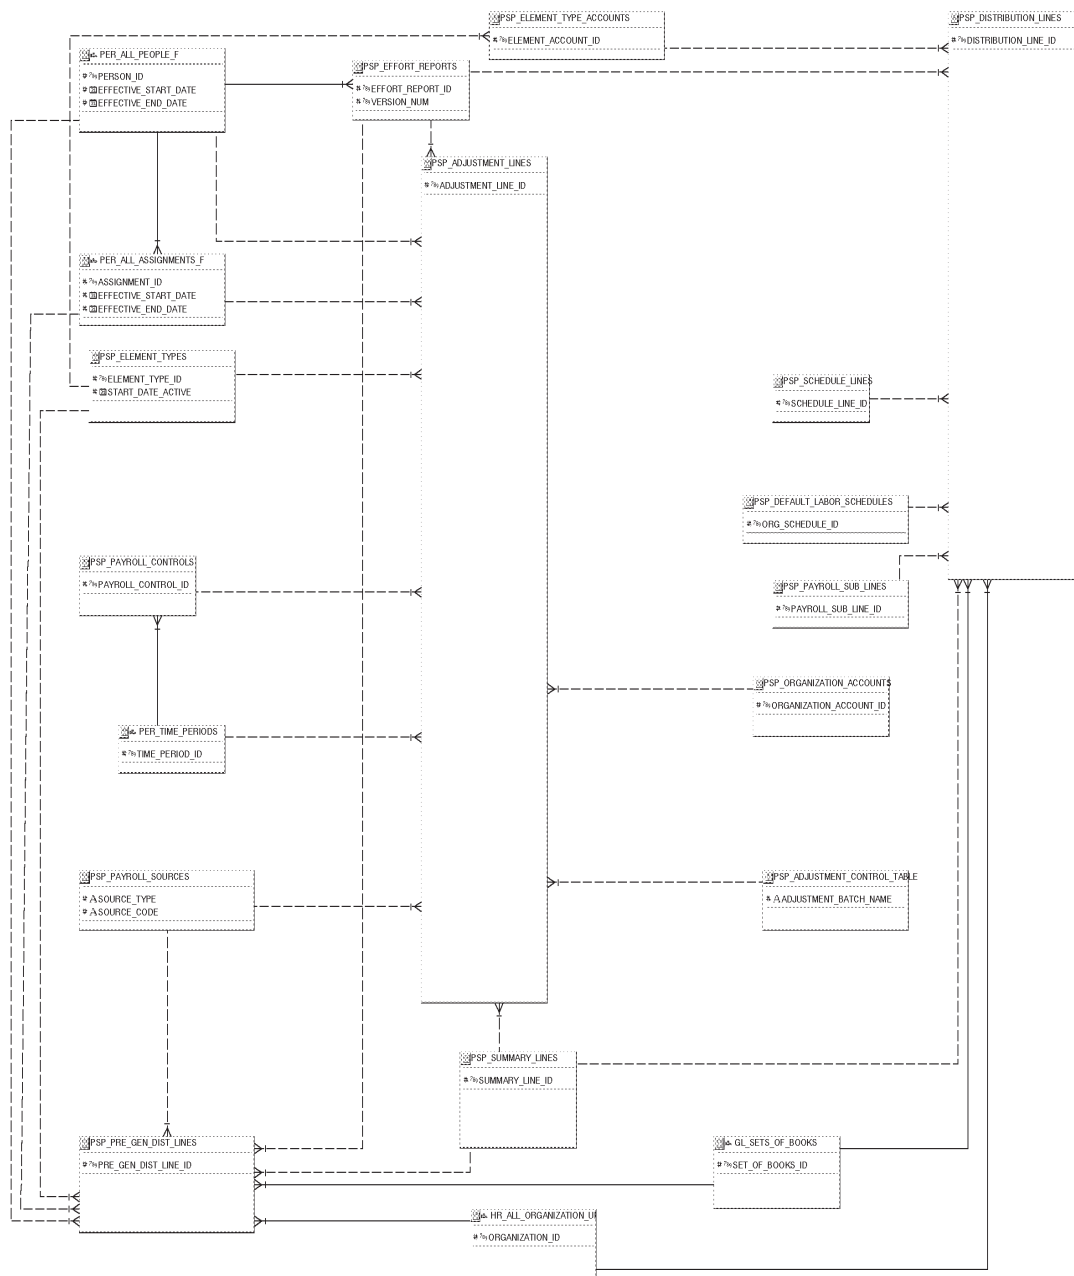 PSP_ELEMENT_TYPE_ACCOUNTS
ELEMENT_ACCOUNT_ID
PSP_DISTRIBUTION_LINES
DISTRIBUTION_LINE_ID
PER_ALL_PEOPLE_F
PERSON_ID
EFFECTIVE_START_DATE
EFFECTIVE_END_DATE
PSP_EFFORT_REPORTS
EFFORT_REPORT_ID
VERSION_NUM
PSP_ADJUSTMENT_LINES
ADJUSTMENT_LINE_ID
PER_ALL_ASSIGNMENTS_F
ASSIGNMENT_ID
EFFECTIVE_START_DATE
EFFECTIVE_END_DATE
PSP_ELEMENT_TYPES
ELEMENT_TYPE_ID
START_DATE_ACTIVE
PSP_SCHEDULE_LINES
SCHEDULE_LINE_ID
PSP_DEFAULT_LABOR_SCHEDULES
ORG_SCHEDULE_ID
PSP_PAYROLL_CONTROLS
PAYROLL_CONTROL_ID
PSP_PAYROLL_SUB_LINES
PAYROLL_SUB_LINE_ID
PSP_ORGANIZATION_ACCOUNTS
ORGANIZATION_ACCOUNT_ID
PER_TIME_PERIODS
TIME_PERIOD_ID
PSP_PAYROLL_SOURCES
A SOURCE_TYPE
A SOURCE_CODE
PSP_ADJUSTMENT_CONTROL_TABLE
A ADJUSTMENT_BATCH_NAME
PSP_SUMMARY_LINES
SUMMARY_LINE_ID
PSP_PRE_GEN_DIST_LINES
PRE_GEN_DIST_LINE_ID
GL_SETS_OF_BOOKS
SET_OF_BOOKS_ID
HR_ALL_ORGANIZATION_U
ORGANIZATION_ID